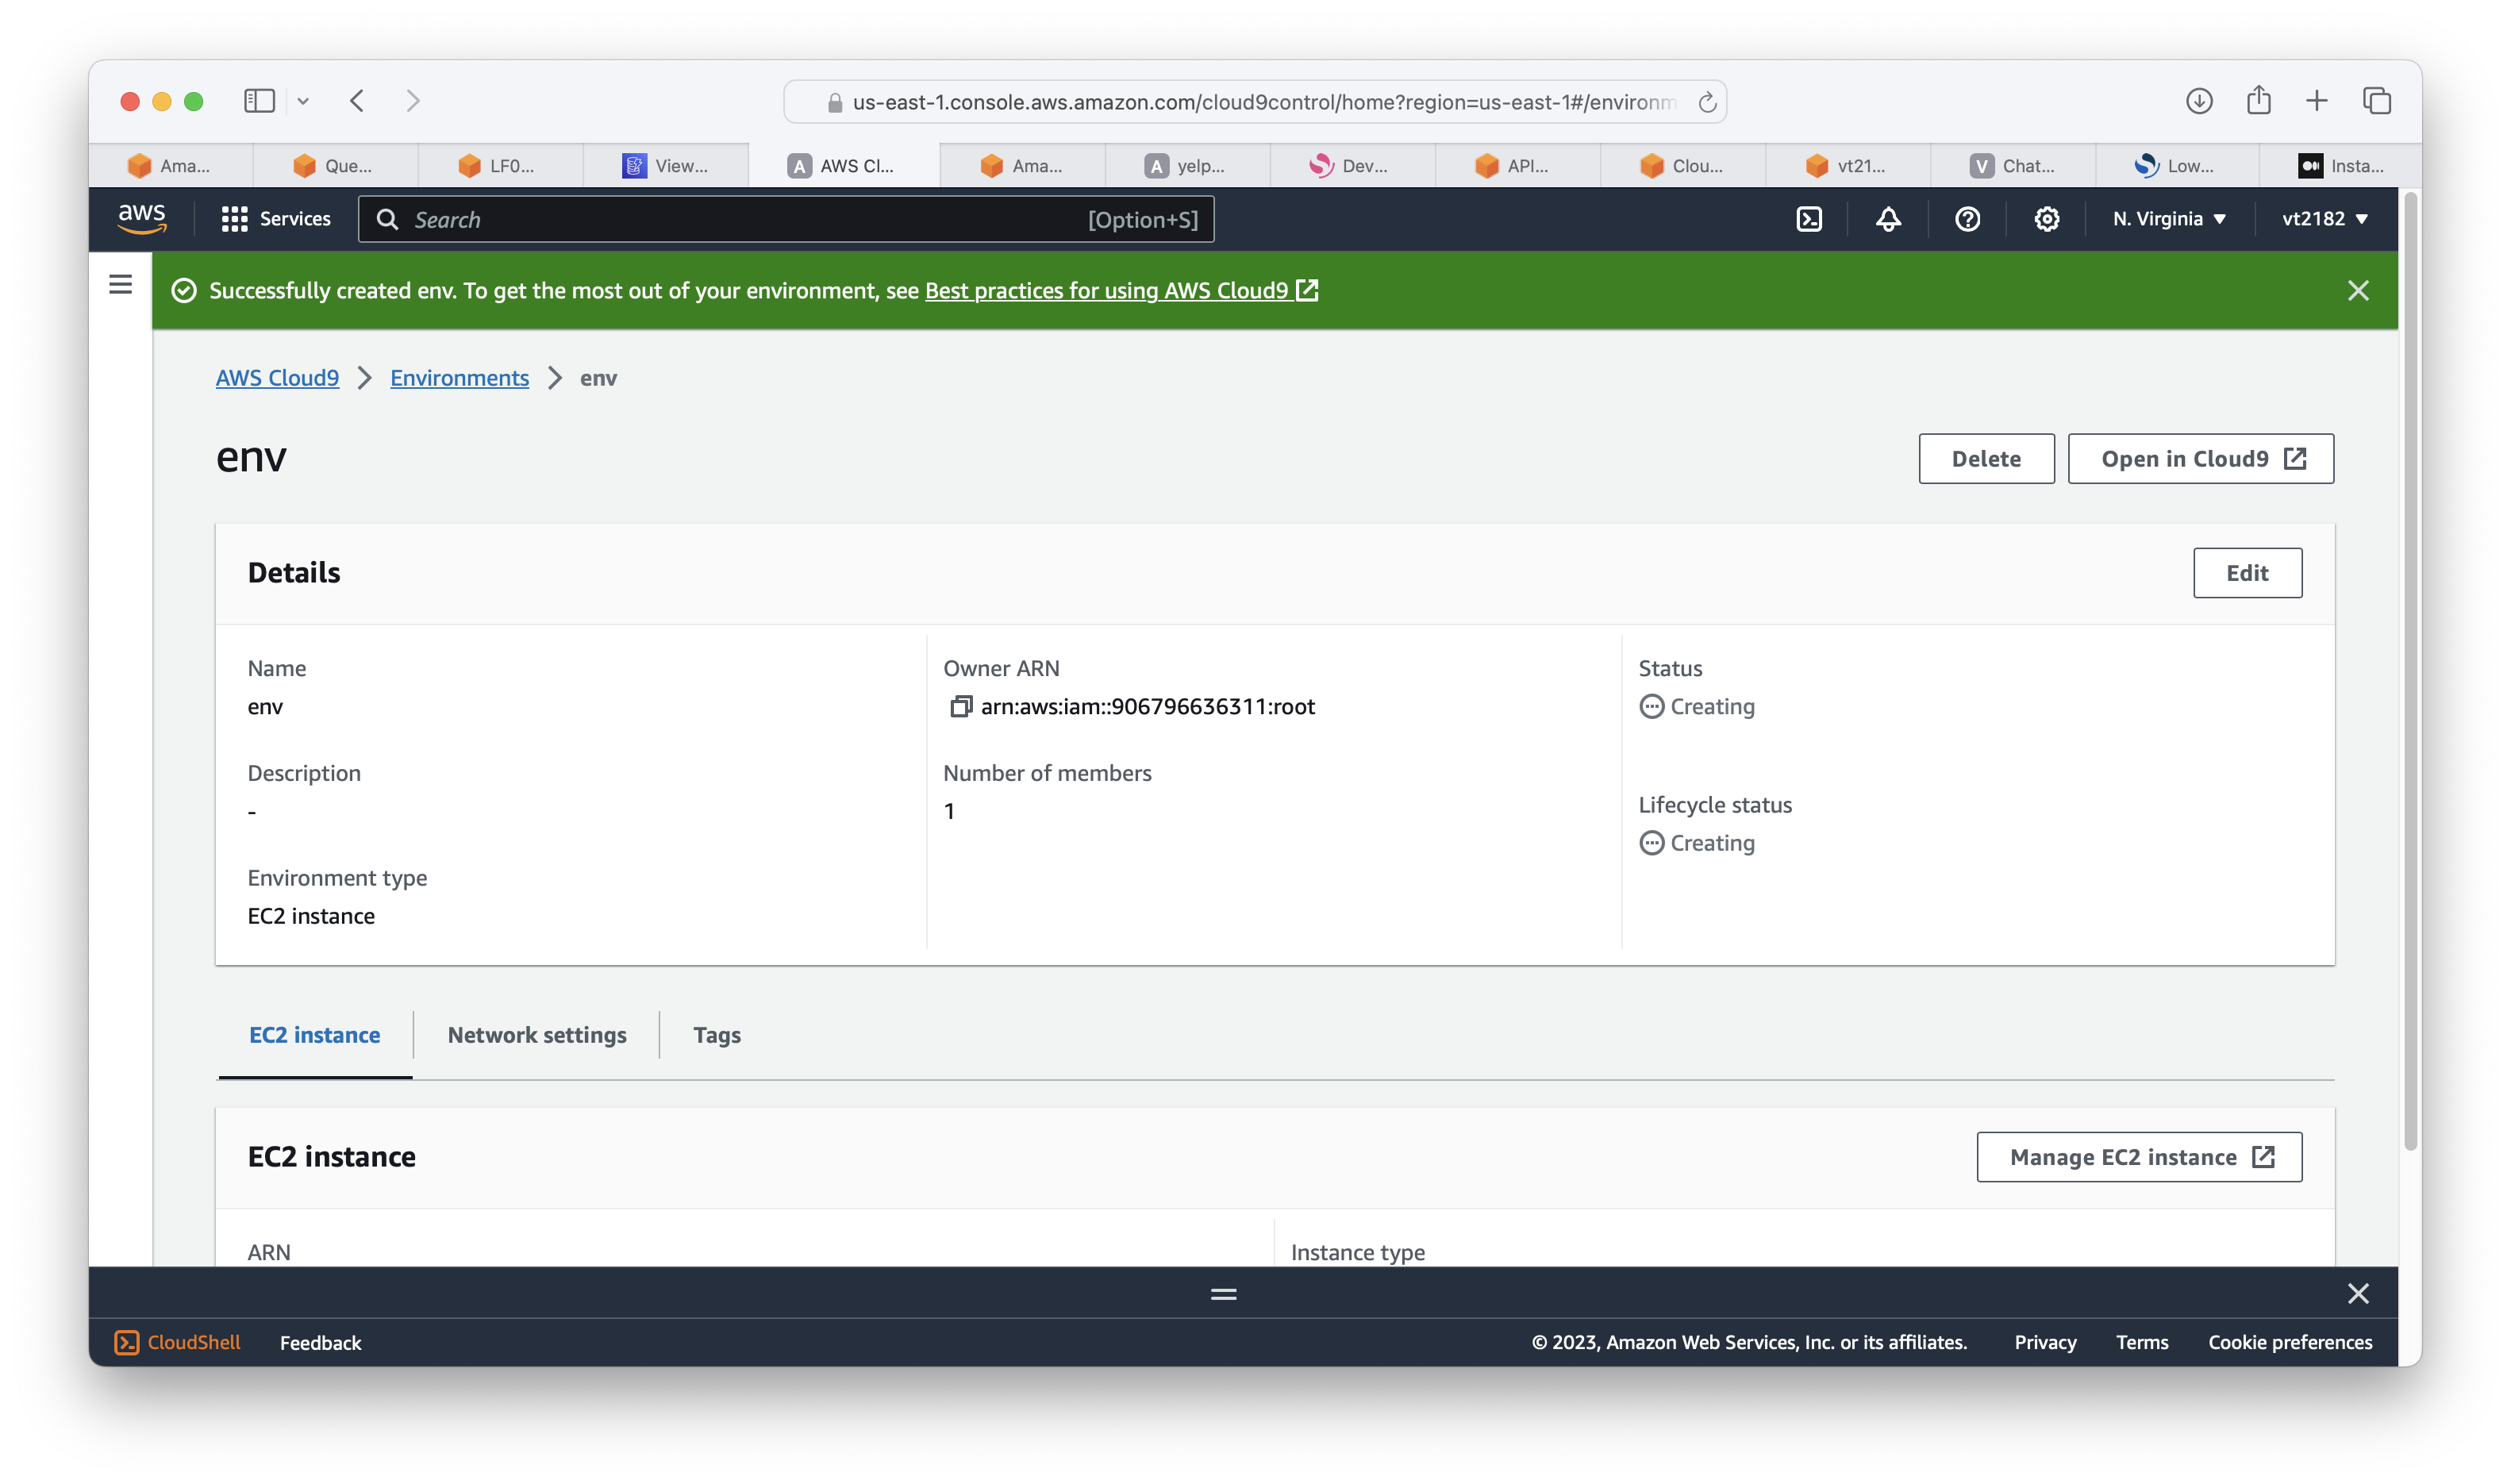 us-east-1.console.aws.amazon.com/cloud9control/home?region=us-east-1#/environm
Ama... Que... LF0... View... A AWS Cl... Ama... A yelp... Dev... API... Clou... vt21... V Chat... Low... Insta...
aws Services Search [Option+S] N. Virginia vt2182
Successfully created env. To get the most out of your environment, see Best practices for using AWS Cloud9
AWS Cloud9 > Environments > env
env Delete Open in Cloud9
Details Edit
Name Owner ARN Status
env arn:aws:iam::906796636311:root Creating
Description Number of members
- 1
Lifecycle status
Creating
Environment type
EC2 instance
EC2 instance Network settings Tags
EC2 instance Manage EC2 instance
ARN Instance type
CloudShell Feedback © 2023, Amazon Web Services, Inc. or its affiliates. Privacy Terms Cookie preferences